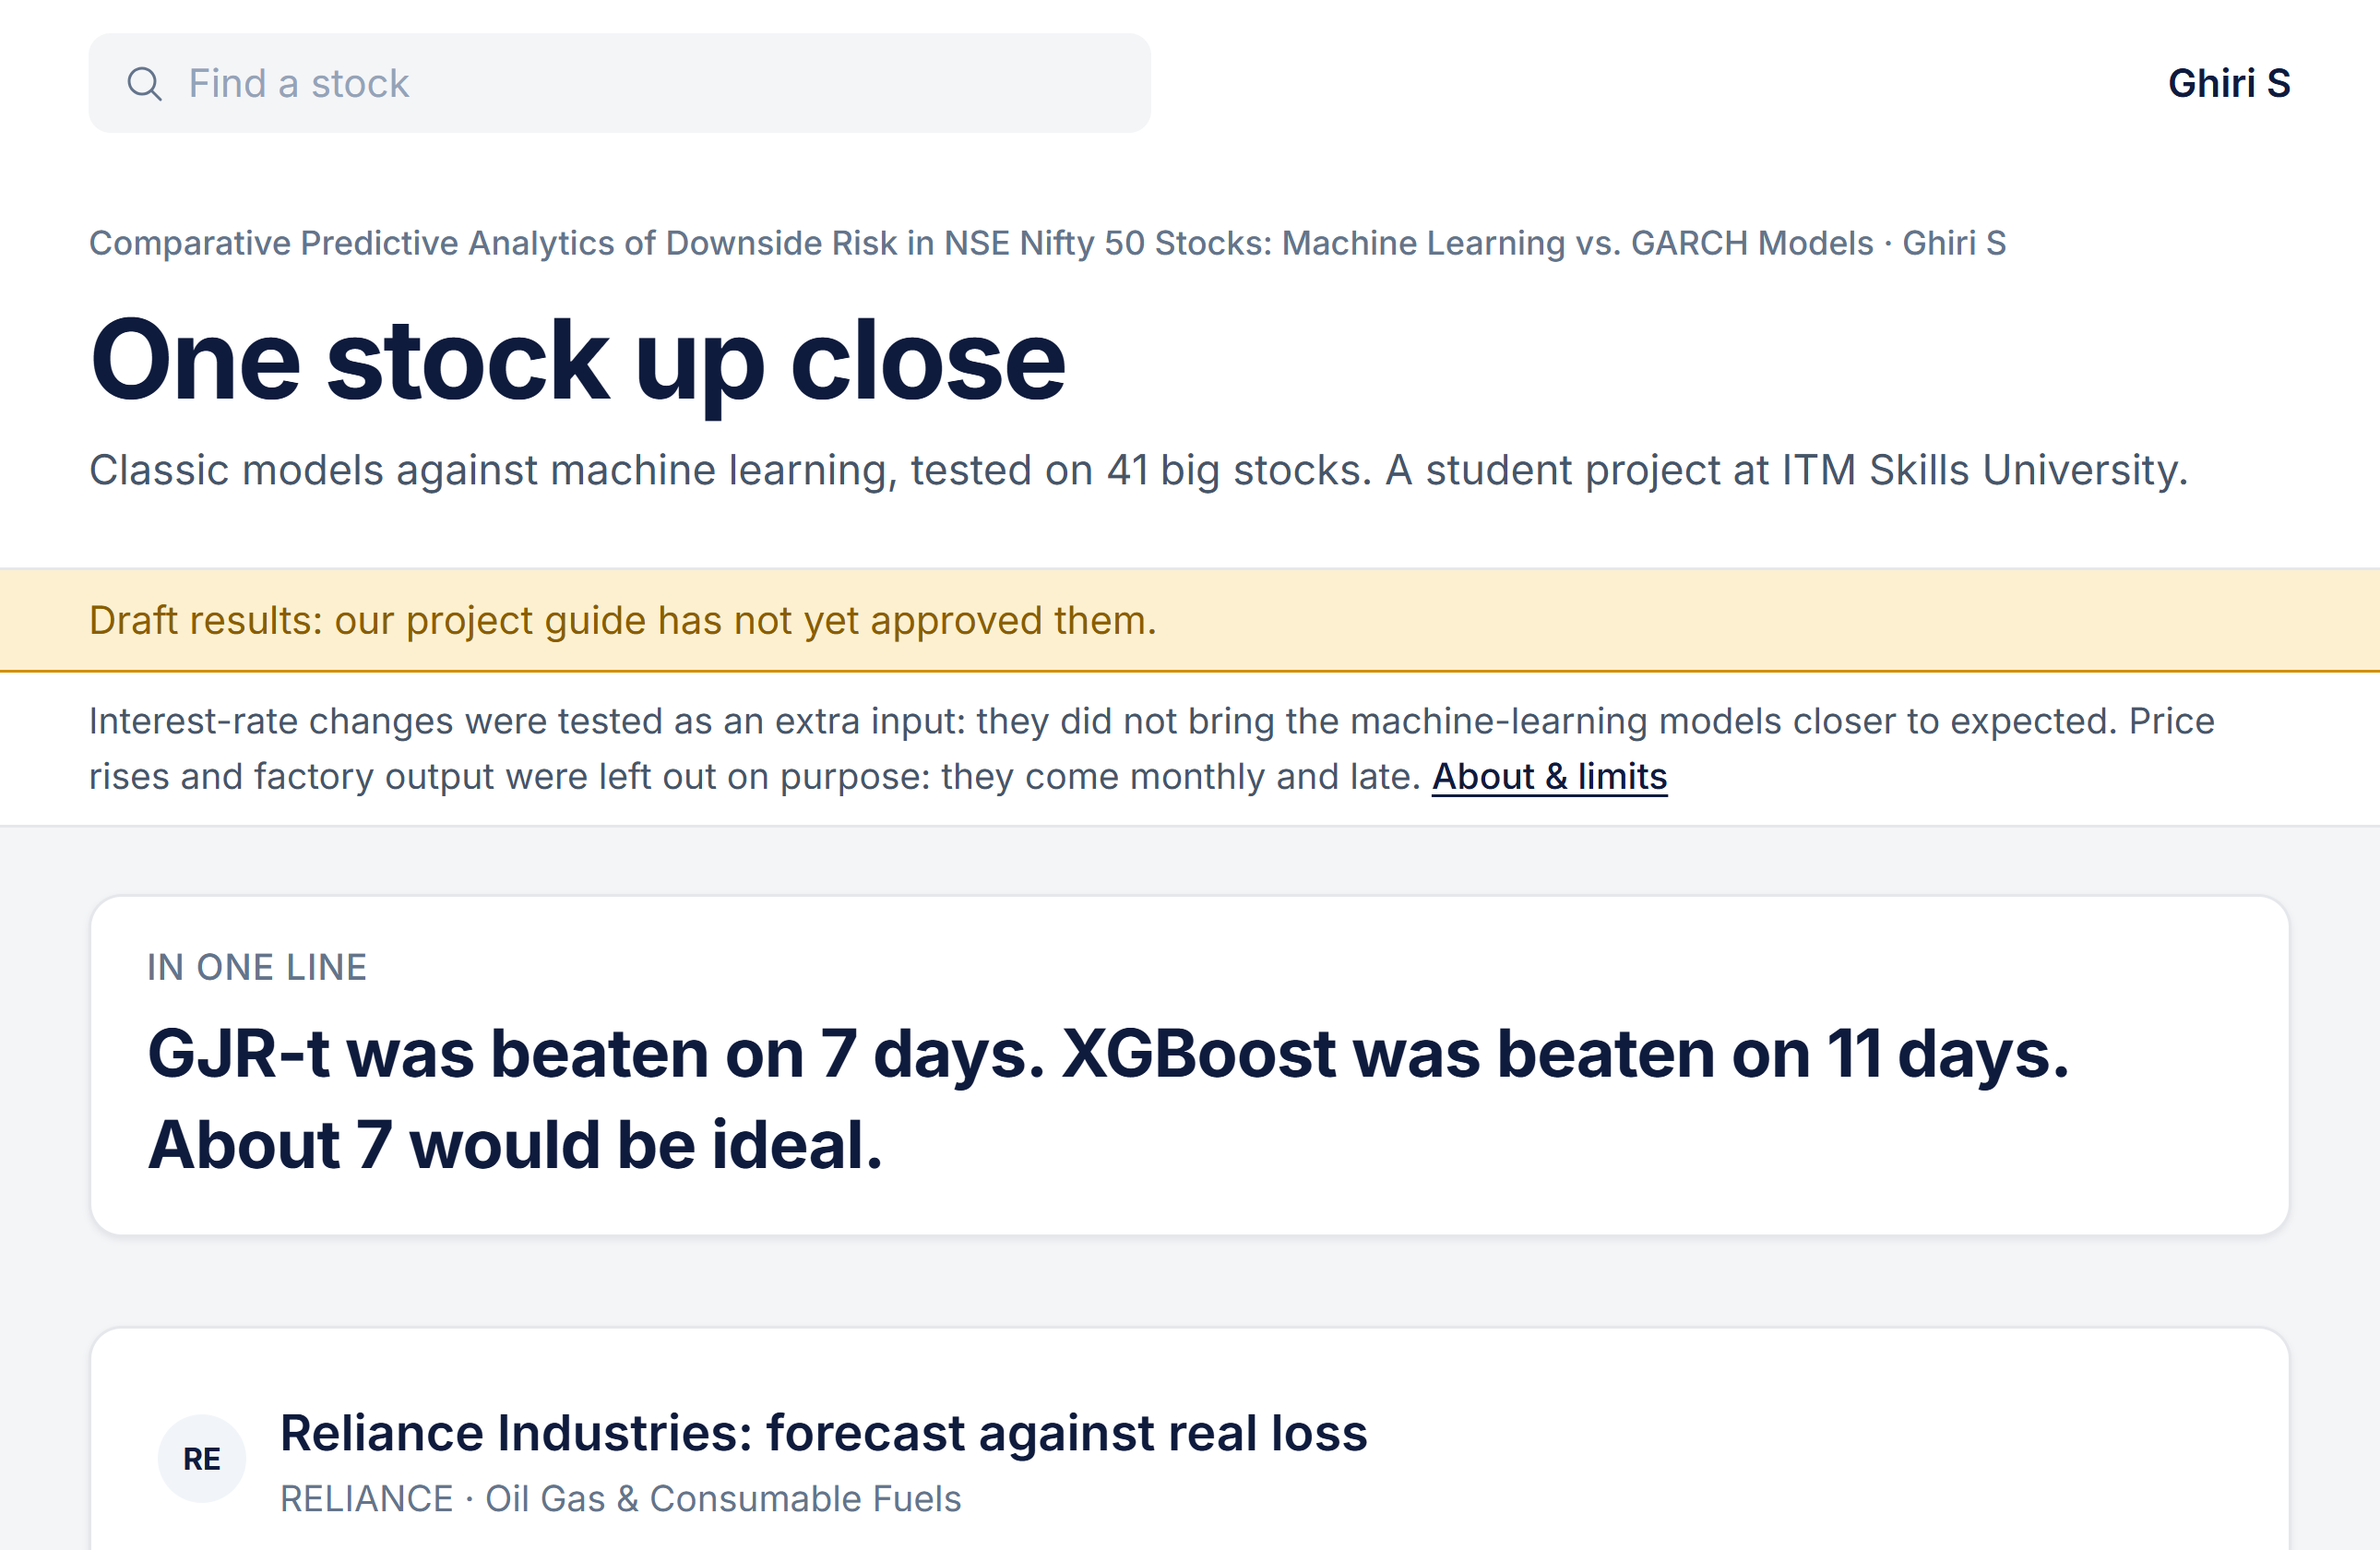 Find a stock
Ghiri S
Comparative Predictive Analytics of Downside Risk in NSE Nifty 50 Stocks: Machine Learning vs. GARCH Models · Ghiri S
One stock up close
Classic models against machine learning, tested on 41 big stocks. A student project at ITM Skills University.
Draft results: our project guide has not yet approved them.
Interest-rate changes were tested as an extra input: they did not bring the machine-learning models closer to expected. Price
rises and factory output were left out on purpose: they come monthly and late. About & limits
IN ONE LINE
GJR-t was beaten on 7 days. XGBoost was beaten on 11 days.
About 7 would be ideal.
RE
Reliance Industries: forecast against real loss
RELIANCE · Oil Gas & Consumable Fuels